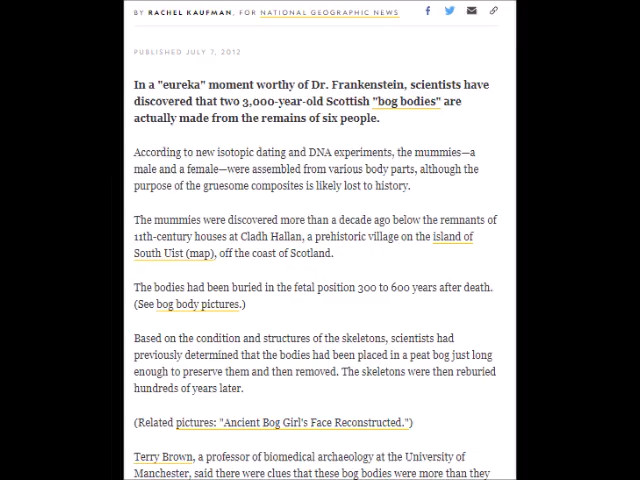 BY RACHEL KAUFMAN, FOR NATIONAL GEOGRAPHIC NEWS
PUBLISHED JULY 7, 2012
In a "eureka" moment worthy of Dr. Frankenstein, scientists have
discovered that two 3,000-year-old Scottish "bog bodies" are
actually made from the remains of six people.
According to new isotopic dating and DNA experiments, the mummies—a
male and a female—were assembled from various body parts, although the
purpose of the gruesome composites is likely lost to history.
The mummies were discovered more than a decade ago below the remnants of
11th-century houses at Cladh Hallan, a prehistoric village on the island of
South Uist (map), off the coast of Scotland.
The bodies had been buried in the fetal position 300 to 600 years after death.
(See bog body pictures.)
Based on the condition and structures of the skeletons, scientists had
previously determined that the bodies had been placed in a peat bog just long
enough to preserve them and then removed. The skeletons were then reburied
hundreds of years later.
(Related pictures: "Ancient Bog Girl's Face Reconstructed.")
Terry Brown, a professor of biomedical archaeology at the University of
Manchester, said there were clues that these bog bodies were more than they